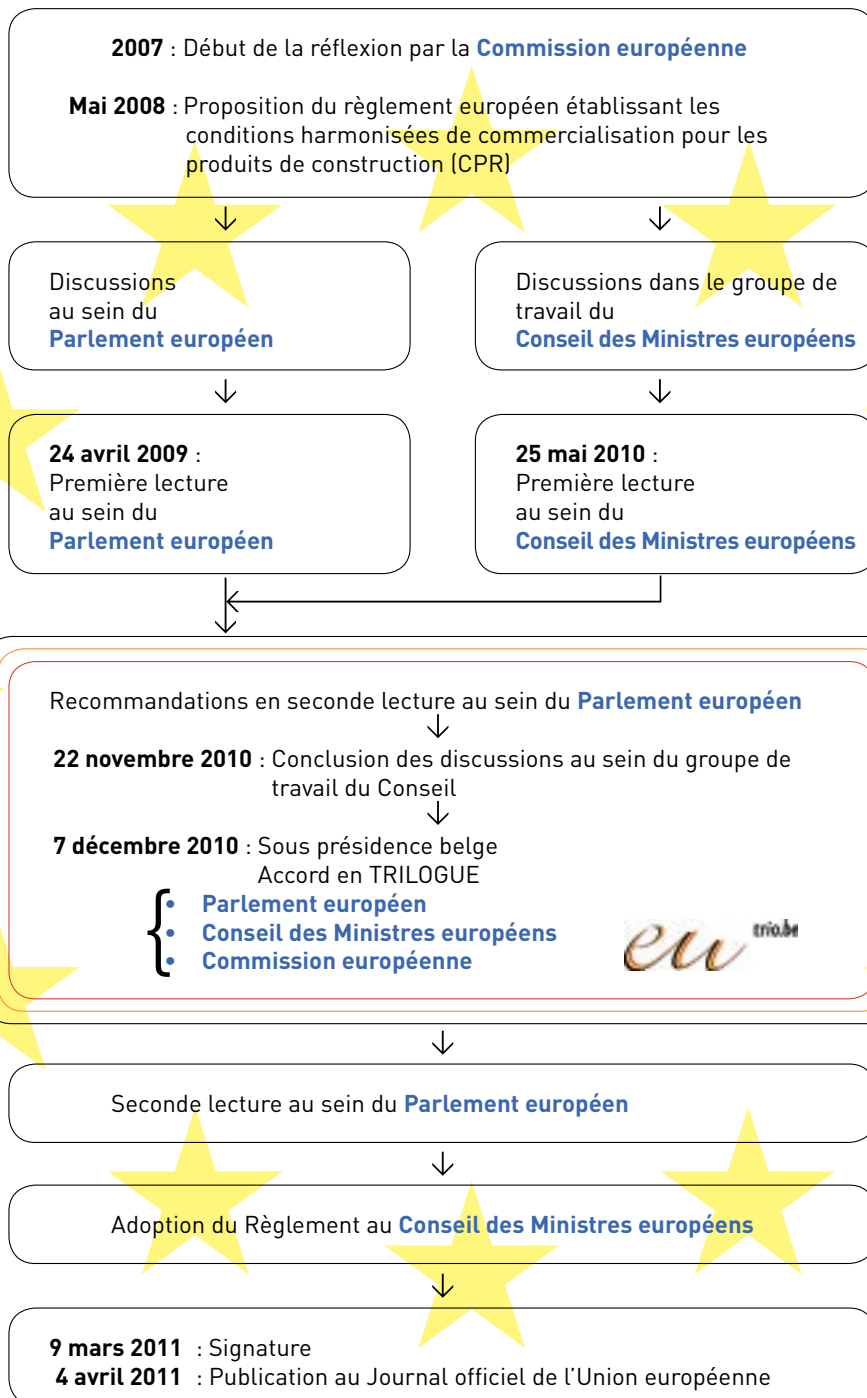 2007 : Début de la réflexion par la Commission européenne
Mai 2008 : Proposition du règlement européen établissant les
conditions harmonisées de commercialisation pour les
produits de construction (CPR)
Discussions
au sein du
Parlement européen
Discussions dans le groupe de
travail du
Conseil des Ministres européens
24 avril 2009 :
Première lecture
au sein du
Parlement européen
25 mai 2010 :
Première lecture
au sein du
Conseil des Ministres européens
Recommandations en seconde lecture au sein du Parlement européen
22 novembre 2010 : Conclusion des discussions au sein du groupe de
travail du Conseil
7 décembre 2010 : Sous présidence belge
Accord en TRILOGUE
• Parlement européen
• Conseil des Ministres européens
• Commission européenne
eu trio.be
Seconde lecture au sein du Parlement européen
Adoption du Règlement au Conseil des Ministres européens
9 mars 2011 : Signature
4 avril 2011 : Publication au Journal officiel de l'Union européenne